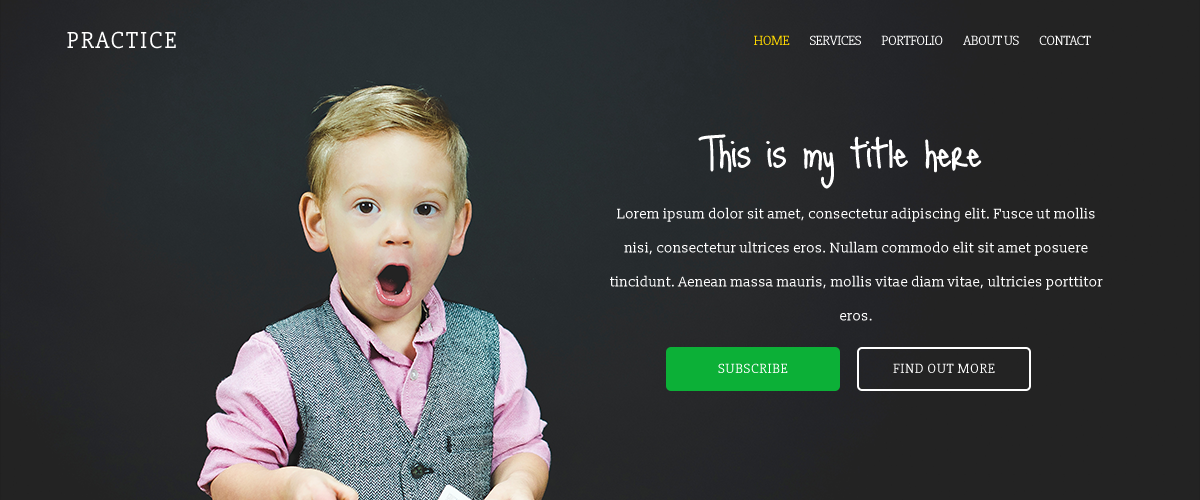 PRACTICE
HOME SERVICES PORTFOLIO ABOUT US CONTACT
This is my title here
Lorem ipsum dolor sit amet, consectetur adipiscing elit. Fusce ut mollis
nisi, consectetur ultrices eros. Nullam commodo elit sit amet posuere
tincidunt. Aenean massa mauris, mollis vitae diam vitae, ultricies porttitor
eros.
SUBSCRIBE FIND OUT MORE